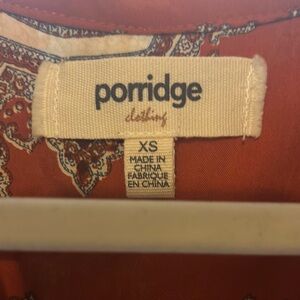 porridge
clothing
XS
MADE IN
CHINA
FABRIQUE
EN CHINA